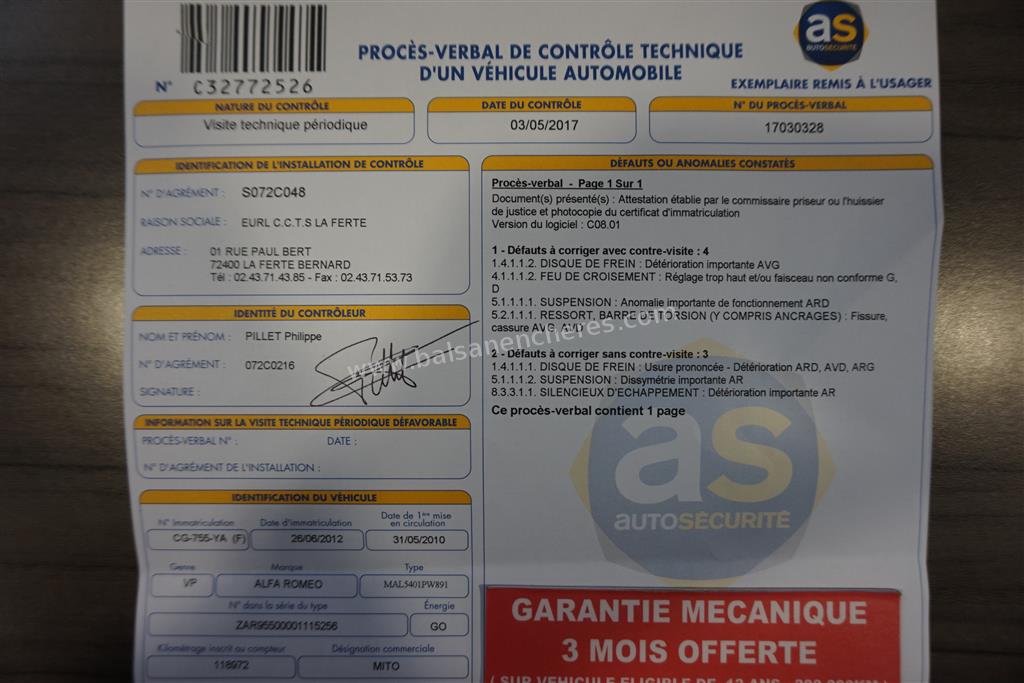 as
AUTOSÉCURITÉ
PROCÈS-VERBAL DE CONTRÔLE TECHNIQUE
D'UN VÉHICULE AUTOMOBILE
N° C32772526
EXEMPLAIRE REMIS À L'USAGER
NATURE DU CONTRÔLE
Visite technique périodique
DATE DU CONTRÔLE
03/05/2017
N° DU PROCÈS-VERBAL
17030328
IDENTIFICATION DE L'INSTALLATION DE CONTRÔLE
N° D'AGRÉMENT : S072C048
RAISON SOCIALE : EURL C.C.T.S LA FERTE
ADRESSE : 01 RUE PAUL BERT
72400 LA FERTE BERNARD
Tél : 02.43.71.43.85 - Fax : 02.43.71.53.73
IDENTITÉ DU CONTRÔLEUR
NOM ET PRÉNOM : PILLET Philippe
N° D'AGRÉMENT : 072C0216
SIGNATURE :
INFORMATION SUR LA VISITE TECHNIQUE PÉRIODIQUE DÉFAVORABLE
PROCÈS-VERBAL N° : DATE :
N° D'AGRÉMENT DE L'INSTALLATION :
IDENTIFICATION DU VÉHICULE
N° Immatriculation
CG-755-YA (F)
Date d'immatriculation
26/06/2012
Date de 1ère mise
en circulation
31/05/2010
Genre
VP
Marque
ALFA ROMEO
Type
MAL5401PW891
N° dans la série du type
ZAR95500001115256
Énergie
GO
Kilométrage inscrit au compteur
118972
Désignation commerciale
MITO
DÉFAUTS OU ANOMALIES CONSTATÉS
Procès-verbal - Page 1 Sur 1
Document(s) présenté(s) : Attestation établie par le commissaire priseur ou l'huissier
de justice et photocopie du certificat d'immatriculation
Version du logiciel : C08.01
1 - Défauts à corriger avec contre-visite : 4
1.4.1.1.2. DISQUE DE FREIN : Détérioration importante AVG
4.1.1.1.2. FEU DE CROISEMENT : Réglage trop haut et/ou faisceau non conforme G,
D
5.1.1.1.1. SUSPENSION : Anomalie importante de fonctionnement ARD
5.2.1.1.1. RESSORT, BARRE DE TORSION (Y COMPRIS ANCRAGES) : Fissure,
cassure AVG, AVD
2 - Défauts à corriger sans contre-visite : 3
1.4.1.1.1. DISQUE DE FREIN : Usure prononcée - Détérioration ARD, AVD, ARG
5.1.1.1.2. SUSPENSION : Dissymétrie importante AR
8.3.3.1.1. SILENCIEUX D'ECHAPPEMENT : Détérioration importante AR
Ce procès-verbal contient 1 page
as
AUTOSÉCURITÉ
GARANTIE MECANIQUE
3 MOIS OFFERTE
( SUR VEHICULE ELIGIBLE DE
www.balsanencheres.com